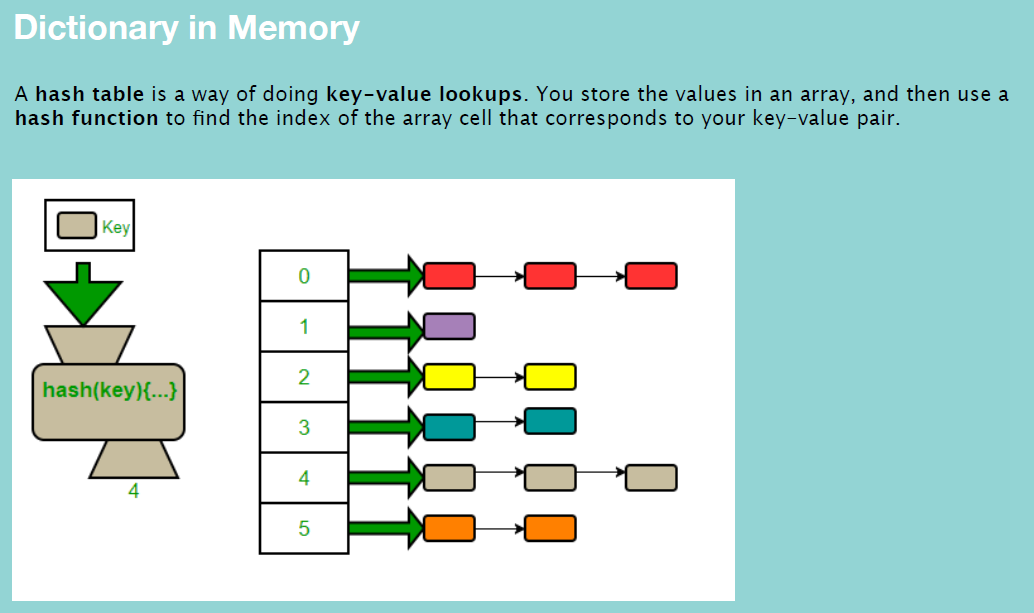 Dictionary in Memory
A hash table is a way of doing key-value lookups. You store the values in an array, and then use a
hash function to find the index of the array cell that corresponds to your key-value pair.
Key
hash(key){...}
4
0
1
2
3
4
5